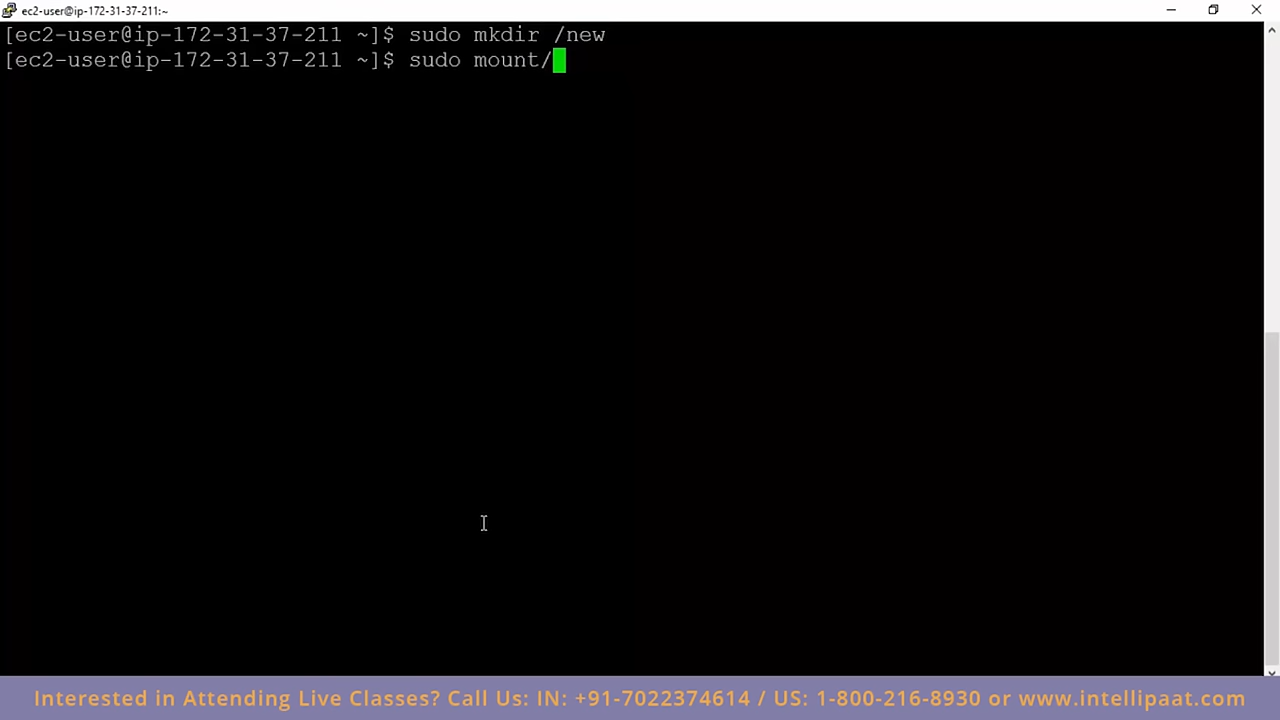 ec2-user@ip-172-31-37-211:~
[ec2-user@ip-172-31-37-211 ~]$ sudo mkdir /new
[ec2-user@ip-172-31-37-211 ~]$ sudo mount/
Interested in Attending Live Classes? Call Us: IN: +91-7022374614 / US: 1-800-216-8930 or www.intellipaat.com